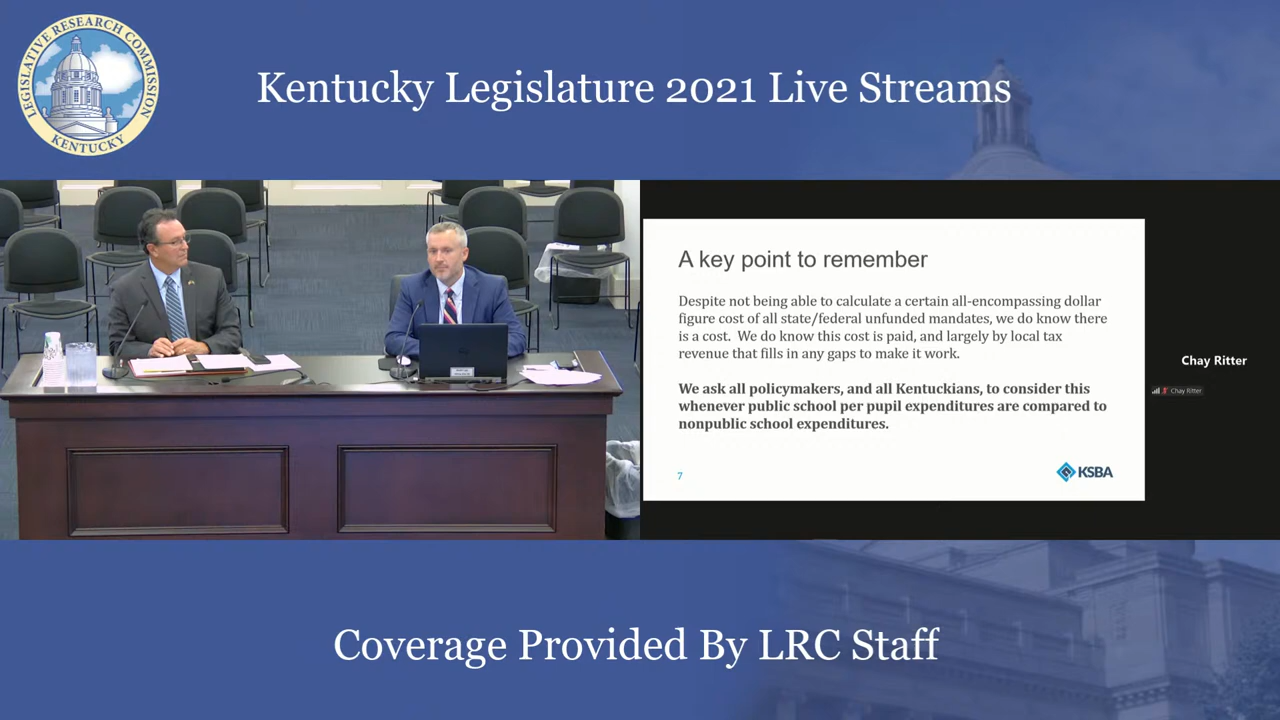 LEGISLATIVE RESEARCH COMMISSION
KENTUCKY
Kentucky Legislature 2021 Live Streams
A key point to remember
Despite not being able to calculate a certain all-encompassing dollar
figure cost of all state/federal unfunded mandates, we do know there
is a cost.  We do know this cost is paid, and largely by local tax
revenue that fills in any gaps to make it work.
We ask all policymakers, and all Kentuckians, to consider this
whenever public school per pupil expenditures are compared to
nonpublic school expenditures.
7
KSBA
Chay Ritter
Chay Ritter
Coverage Provided By LRC Staff